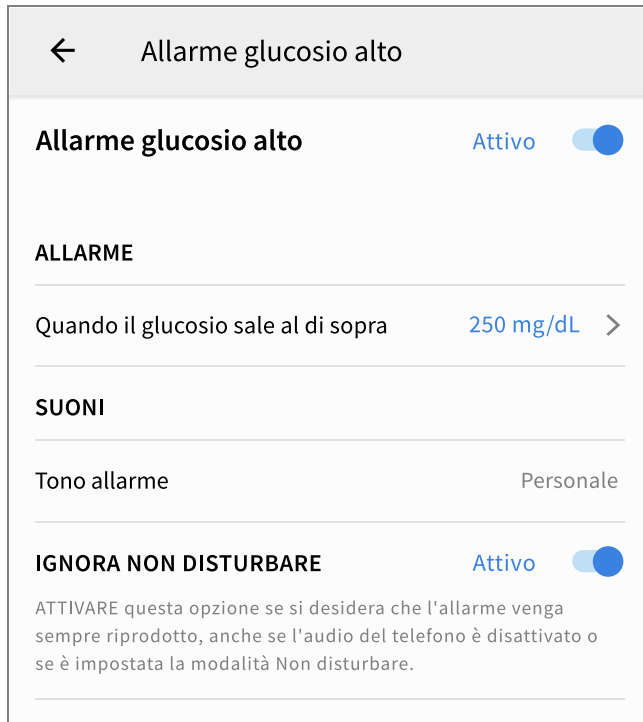 Allarme glucosio alto
Allarme glucosio alto Attivo
ALLARME
Quando il glucosio sale al di sopra 250 mg/dL
SUONI
Tono allarme Personale
IGNORA NON DISTURBARE Attivo
ATTIVARE questa opzione se si desidera che l'allarme venga
sempre riprodotto, anche se l'audio del telefono è disattivato o
se è impostata la modalità Non disturbare.